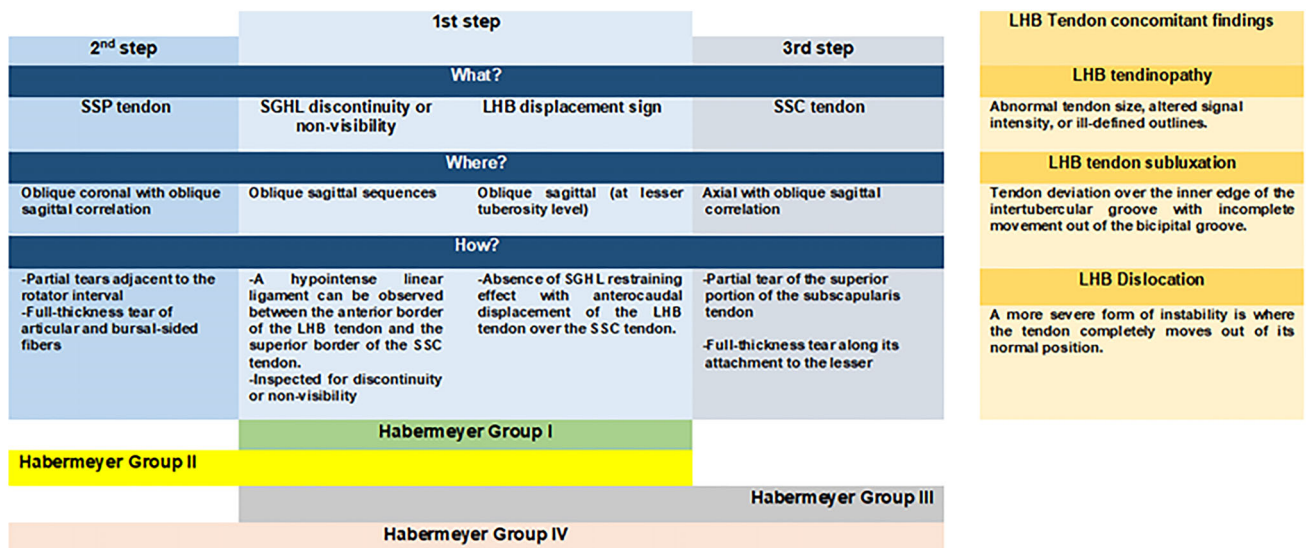 1st step
2nd step
3rd step
What?
SSP tendon
SGHL discontinuity or
non-visibility
LHB displacement sign
SSC tendon
Where?
Oblique coronal with oblique
sagittal correlation
Oblique sagittal sequences
Oblique sagittal (at lesser
tuberosity level)
Axial with oblique sagittal
correlation
How?
-Partial tears adjacent to the
rotator interval
-Full-thickness tear of
articular and bursal-sided
fibers
-A hypointense linear
ligament can be observed
between the anterior border
of the LHB tendon and the
superior border of the SSC
tendon.
-Inspected for discontinuity
or non-visibility
-Absence of SGHL restraining
effect with anterocaudal
displacement of the LHB
tendon over the SSC tendon.
-Partial tear of the superior
portion of the subscapularis
tendon
-Full-thickness tear along its
attachment to the lesser
Habermeyer Group I
Habermeyer Group II
Habermeyer Group III
Habermeyer Group IV
LHB Tendon concomitant findings
LHB tendinopathy
Abnormal tendon size, altered signal
intensity, or ill-defined outlines.
LHB tendon subluxation
Tendon deviation over the inner edge of the
intertubercular groove with incomplete
movement out of the bicipital groove.
LHB Dislocation
A more severe form of instability is where
the tendon completely moves out of its
normal position.